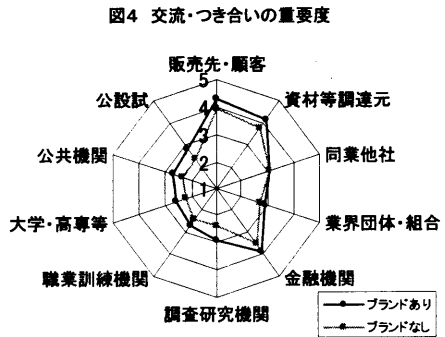 図4 交流・つき合いの重要度
販売先・顧客
資材等調達元
同業他社
業界団体・組合
金融機関
調査研究機関
職業訓練機関
大学・高専等
公共機関
公設試
5
4
3
2
1
ブランドあり
ブランドなし